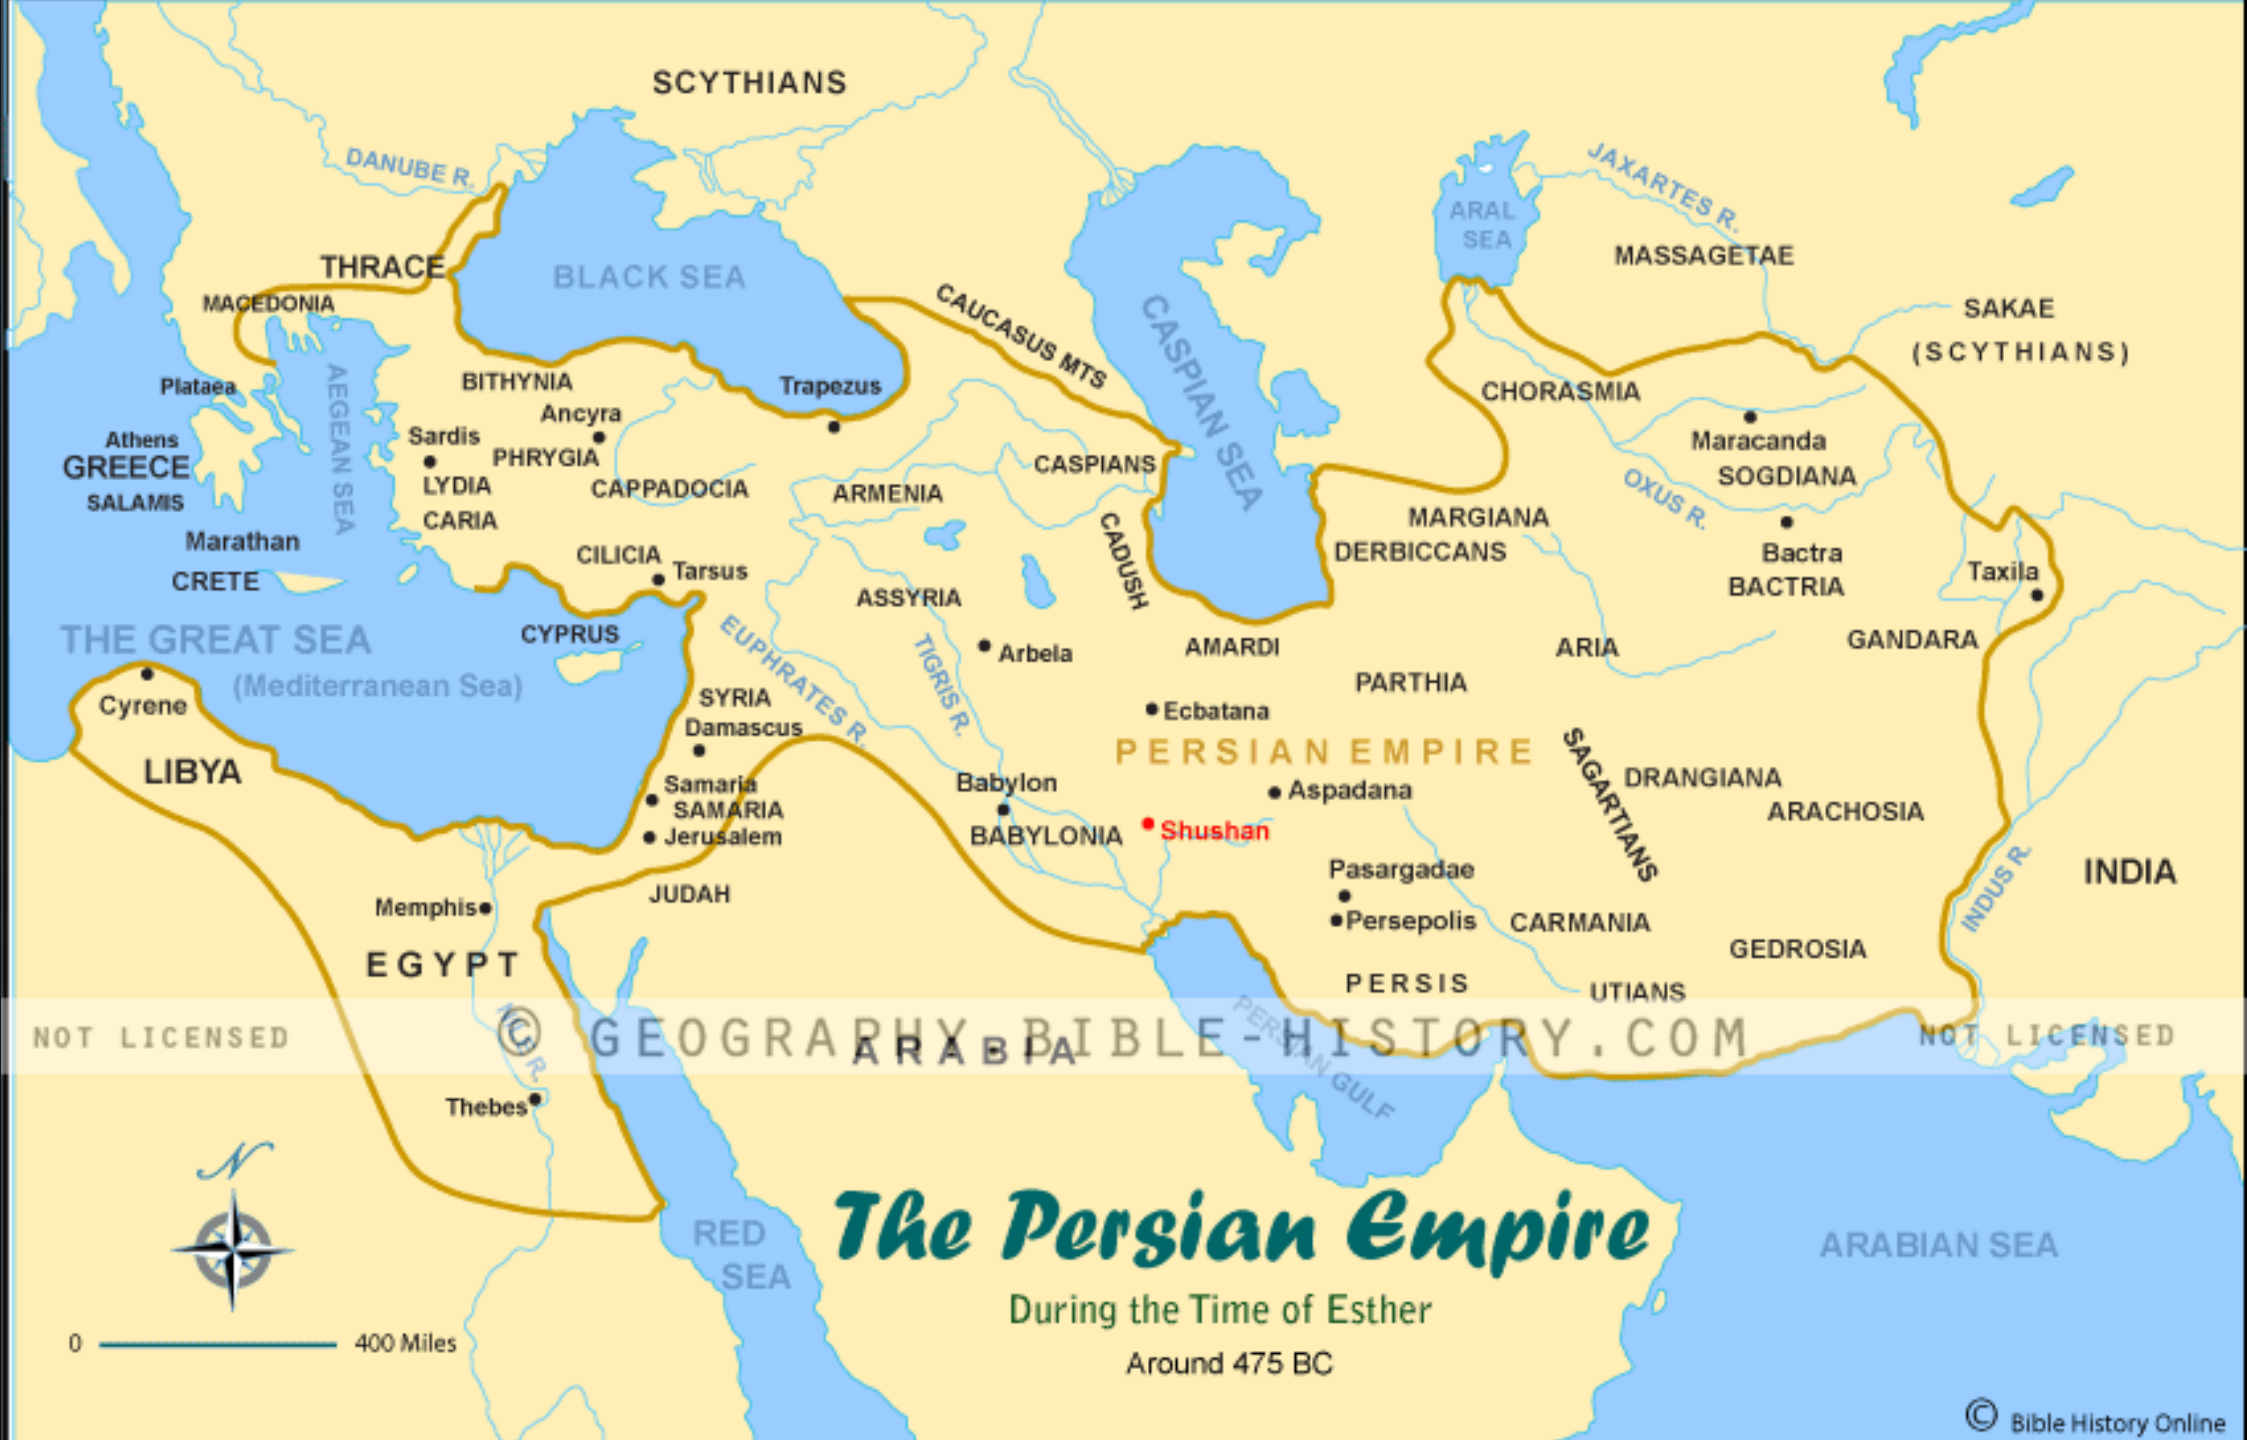 SCYTHIANS
DANUBE R.
JAXARTES R.
ARAL
SEA
MASSAGETAE
THRACE
BLACK SEA
MACEDONIA
CAUCASUS MTS
CASPIAN SEA
SAKAE
(SCYTHIANS)
Plataea
AEGEAN SEA
BITHYNIA
Trapezus
CHORASMIA
Ancyra
Athens
Sardis
GREECE
PHRYGIA
CASPIANS
Maracanda
SOGDIANA
SALAMIS
LYDIA
CAPPADOCIA
ARMENIA
OXUS R.
CARIA
CADUSH
MARGIANA
Marathan
CILICIA
DERBICCANS
Bactra
CRETE
Tarsus
BACTRIA
Taxila
ASSYRIA
THE GREAT SEA
(Mediterranean Sea)
CYPRUS
EUPHRATES R.
TIGRIS R.
Arbela
AMARDI
ARIA
GANDARA
PARTHIA
Cyrene
SYRIA
Ecbatana
Damascus
PERSIAN EMPIRE
SAGARTIANS
LIBYA
Samaria
SAMARIA
Babylon
Aspadana
DRANGIANA
ARACHOSIA
Jerusalem
BABYLONIA
Shushan
Pasargadae
INDIA
INDUS R.
JUDAH
Memphis
Persepolis
CARMANIA
EGYPT
GEDROSIA
PERSIS
UTIANS
NOT LICENSED
© GEOGRAPHY.BIBLE-HISTORY.COM
NOT LICENSED
NILE R.
ARABIA
PERSIAN GULF
Thebes
N
The Persian Empire
RED
SEA
ARABIAN SEA
During the Time of Esther
0 400 Miles
Around 475 BC
© Bible History Online